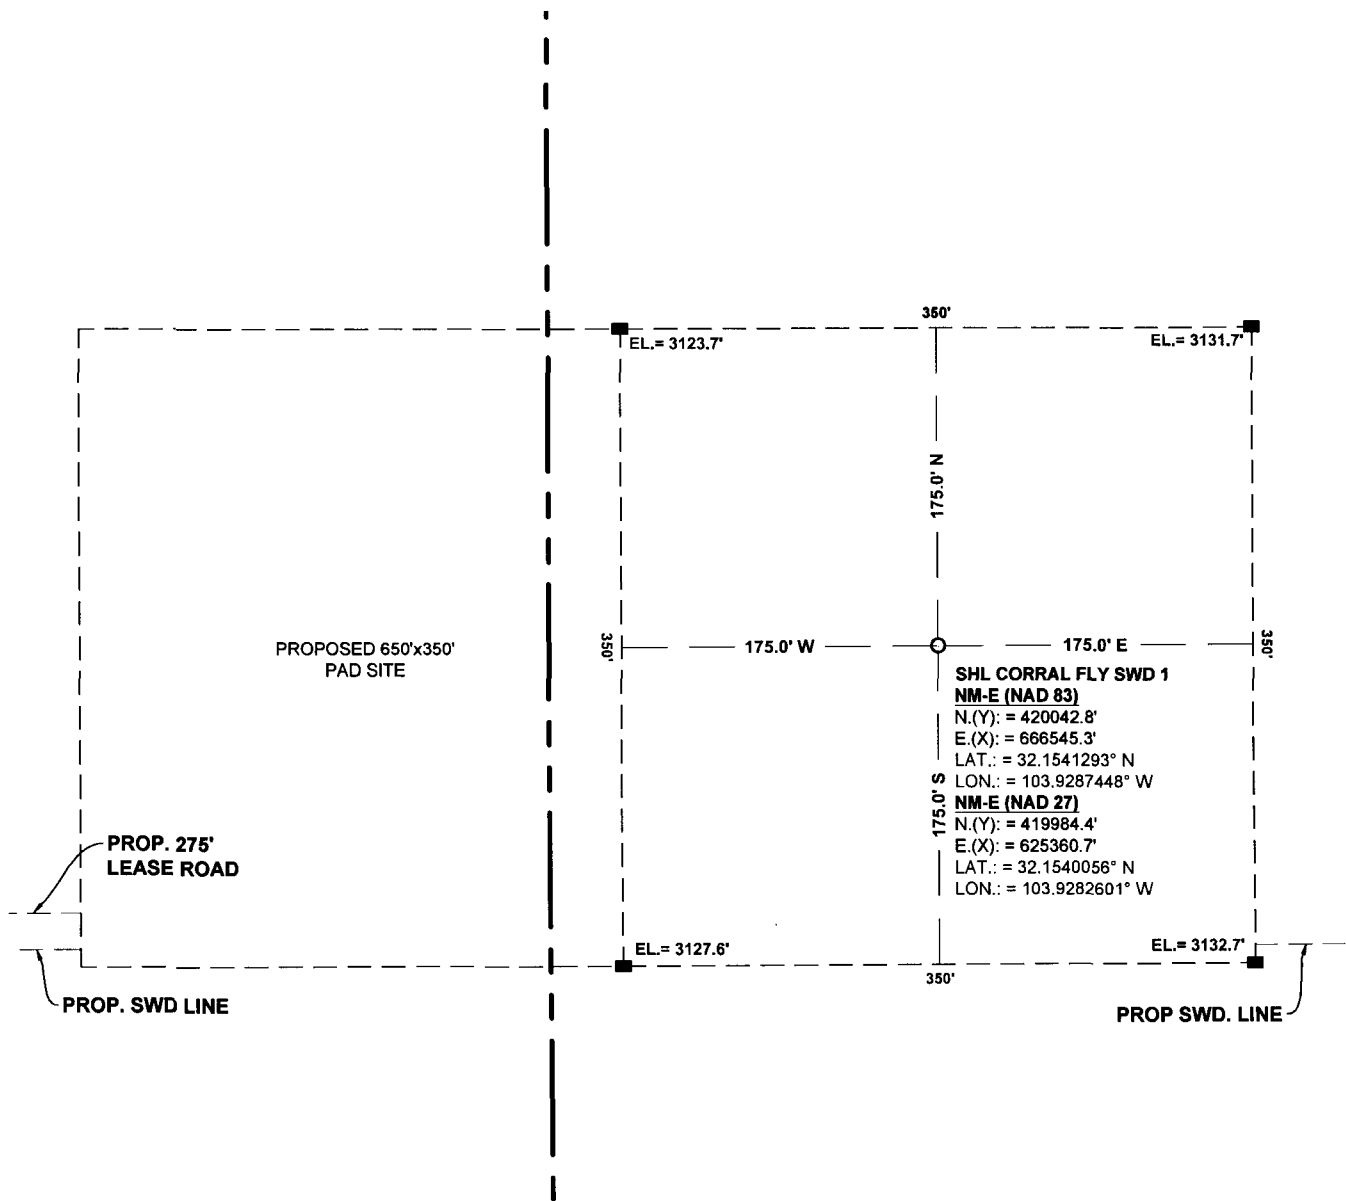 350'
EL.= 3123.7'
EL.= 3131.7'
175.0' N
PROPOSED 650'x350'
PAD SITE
350'
175.0' W
175.0' E
350'
SHL CORRAL FLY SWD 1
NM-E (NAD 83)
N.(Y): = 420042.8'
E.(X): = 666545.3'
LAT.: = 32.1541293° N
LON.: = 103.9287448° W
NM-E (NAD 27)
N.(Y): = 419984.4'
E.(X): = 625360.7'
LAT.: = 32.1540056° N
LON.: = 103.9282601° W
175.0' S
PROP. 275'
LEASE ROAD
EL.= 3127.6'
EL.= 3132.7'
350'
PROP. SWD LINE
PROP SWD. LINE